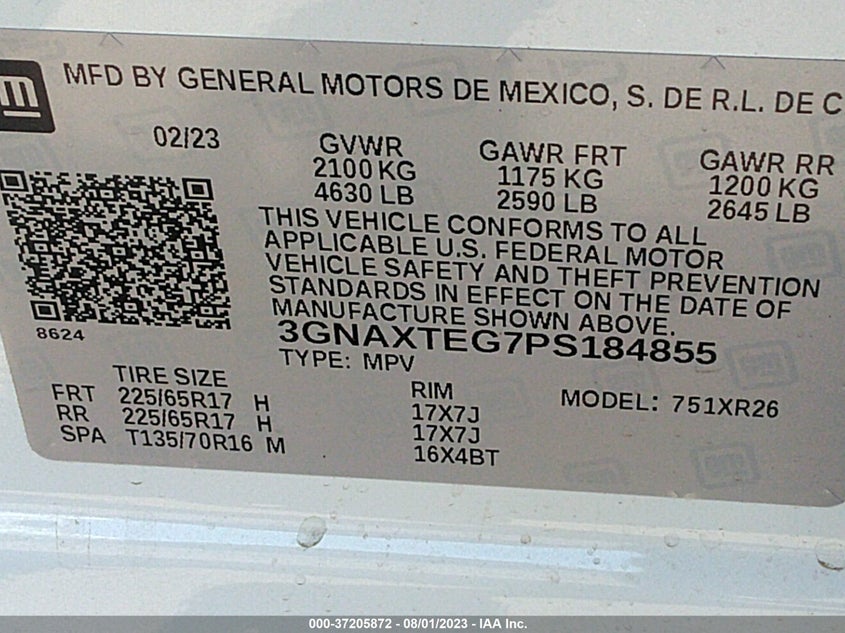 m
MFD BY GENERAL MOTORS DE MEXICO, S. DE R.L. DE C
02/23
GVWR
2100 KG
4630 LB
GAWR FRT
1175 KG
2590 LB
GAWR RR
1200 KG
2645 LB
THIS VEHICLE CONFORMS TO ALL
APPLICABLE U.S. FEDERAL MOTOR
VEHICLE SAFETY AND THEFT PREVENTION
STANDARDS IN EFFECT ON THE DATE OF
MANUFACTURE SHOWN ABOVE.
8624
3GNAXTEG7PS184855
TYPE: MPV
TIRE SIZE RIM MODEL: 751XR26
FRT 225/65R17 H 17X7J
RR 225/65R17 H 17X7J
SPA T135/70R16 M 16X4BT
000-37205872 - 08/01/2023 - IAA Inc.